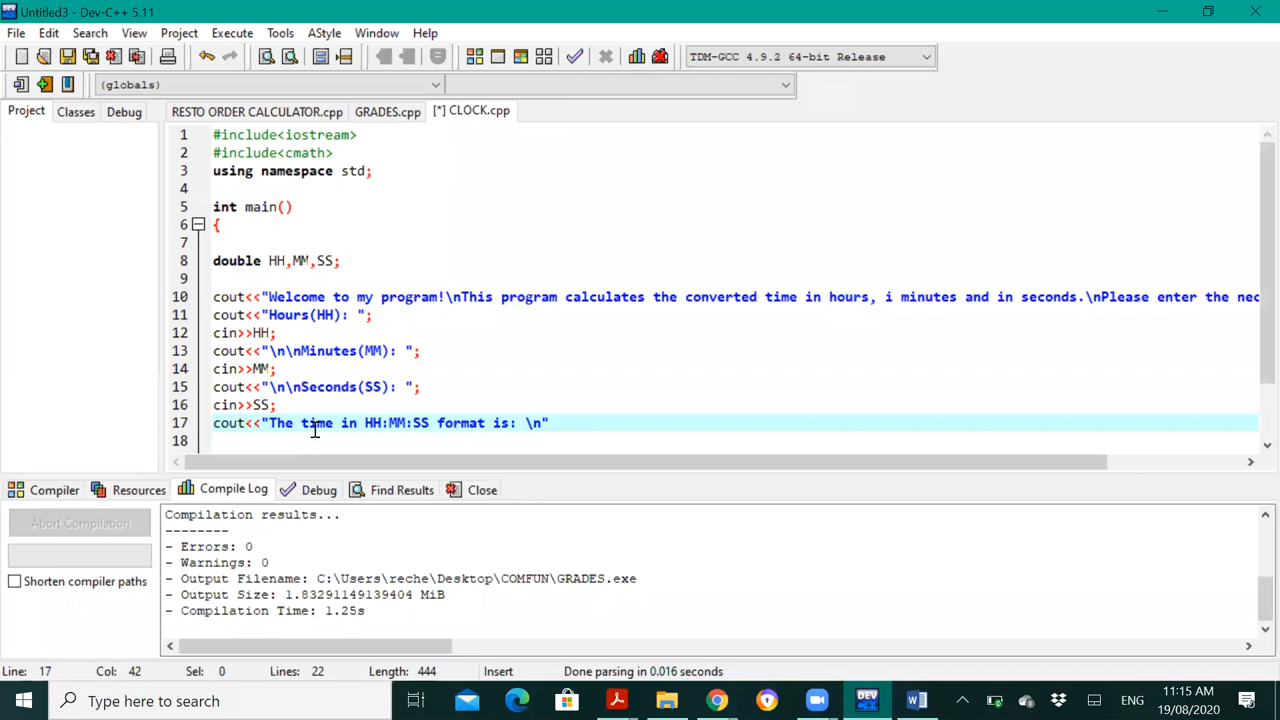 Untitled3 - Dev-C++ 5.11
File Edit Search View Project Execute Tools AStyle Window Help
TDM-GCC 4.9.2 64-bit Release
(globals)
Project Classes Debug RESTO ORDER CALCULATOR.cpp GRADES.cpp [*] CLOCK.cpp
1 #include<iostream>
2 #include<cmath>
3 using namespace std;
4
5 int main()
6 {
7
8 double HH,MM,SS;
9
10 cout<<"Welcome to my program!\nThis program calculates the converted time in hours, i minutes and in seconds.\nPlease enter the nec
11 cout<<"Hours(HH): ";
12 cin>>HH;
13 cout<<"\n\nMinutes(MM): ";
14 cin>>MM;
15 cout<<"\n\nSeconds(SS): ";
16 cin>>SS;
17 cout<<"The time in HH:MM:SS format is: \n"
18
Compiler Resources Compile Log Debug Find Results Close
Abort Compilation
Shorten compiler paths
Compilation results...
--------
- Errors: 0
- Warnings: 0
- Output Filename: C:\Users\reche\Desktop\COMFUN\GRADES.exe
- Output Size: 1.83291149139404 MiB
- Compilation Time: 1.25s
Line: 17 Col: 42 Sel: 0 Lines: 22 Length: 444 Insert Done parsing in 0.016 seconds
Type here to search
DEV C++
W
ENG
11:15 AM
19/08/2020